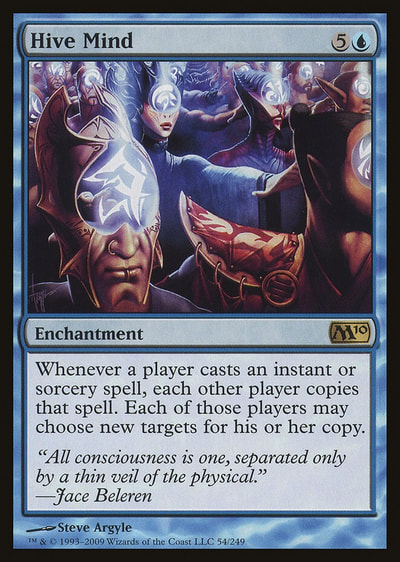 Hive Mind 5
Enchantment M10
Whenever a player casts an instant or
sorcery spell, each other player copies
that spell. Each of those players may
choose new targets for his or her copy.
“All consciousness is one, separated only
by a thin veil of the physical.”
—Jace Beleren
Steve Argyle
™ & © 1993–2009 Wizards of the Coast LLC 54/249